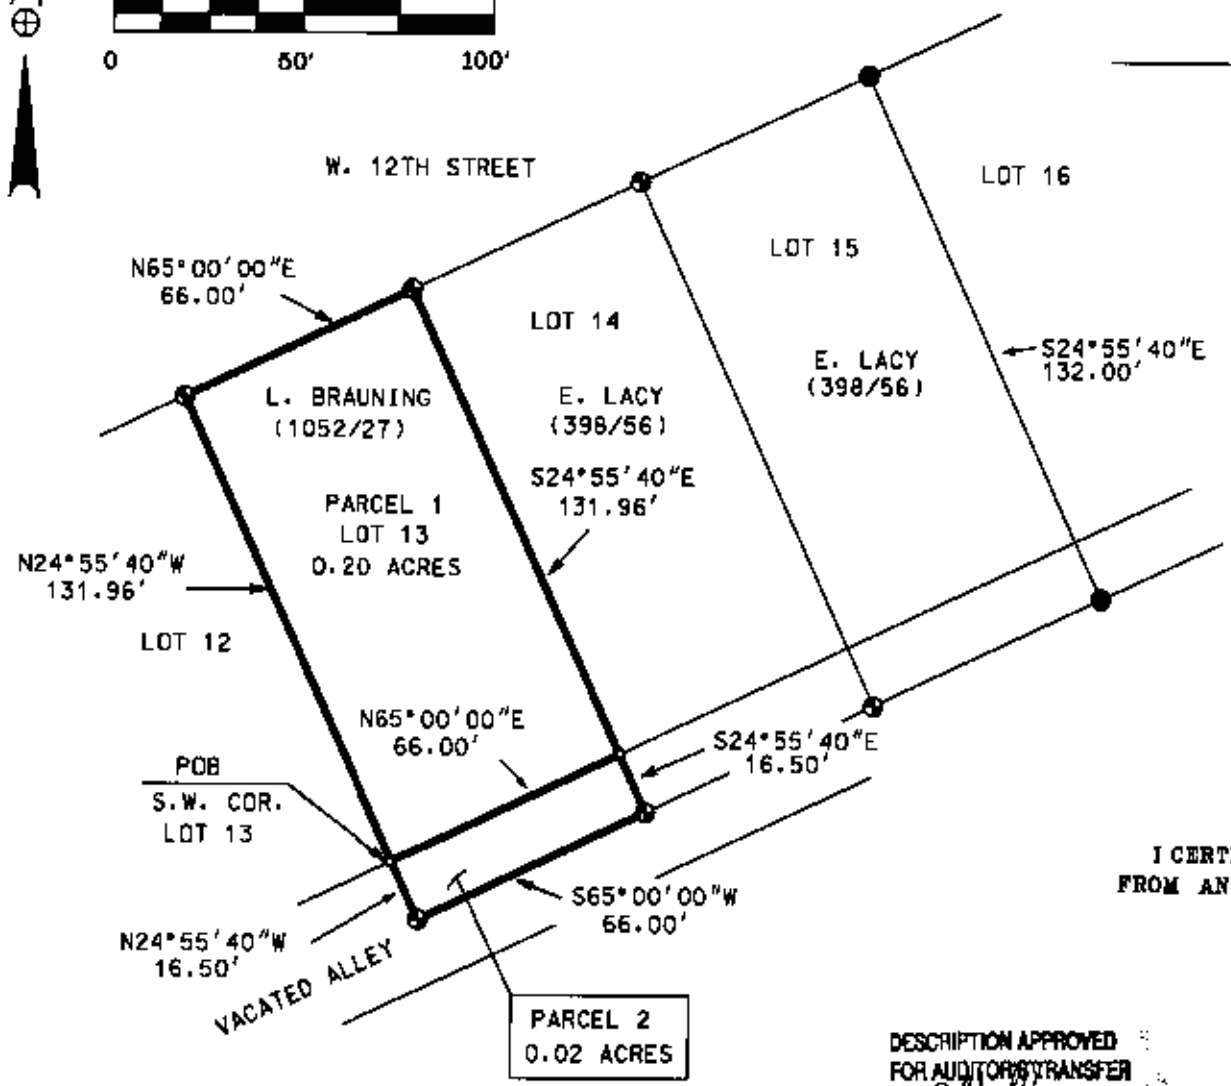 0 50' 100'
W. 12TH STREET
LOT 16
N65°00'00"E
66.00'
LOT 15
LOT 14
S24°55'40"E
132.00'
E. LACY
(398/56)
L. BRAUNING
(1052/27)
E. LACY
(398/56)
S24°55'40"E
131.96'
PARCEL 1
LOT 13
0.20 ACRES
N24°55'40"W
131.96'
LOT 12
N65°00'00"E
66.00'
S24°55'40"E
16.50'
POB
S.W. COR.
LOT 13
I CERT
FROM AN
S65°00'00"W
66.00'
N24°55'40"W
16.50'
VACATED ALLEY
PARCEL 2
0.02 ACRES
DESCRIPTION APPROVED
FOR AUDITOR'S TRANSFER